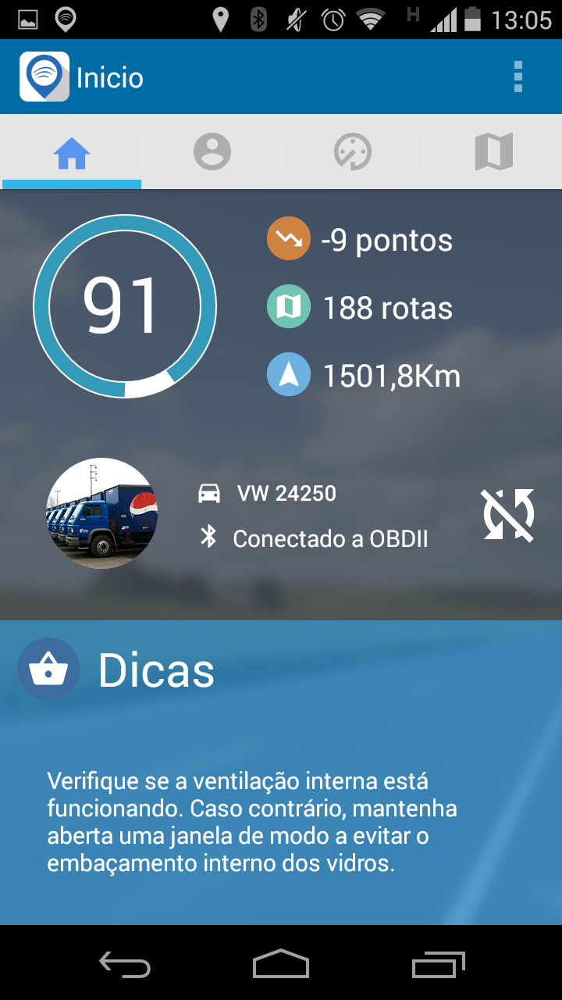 H 13:05
Inicio
91
-9 pontos
188 rotas
1501,8Km
VW 24250
Conectado a OBDII
Dicas
Verifique se a ventilação interna está
funcionando. Caso contrário, mantenha
aberta uma janela de modo a evitar o
embaçamento interno dos vidros.